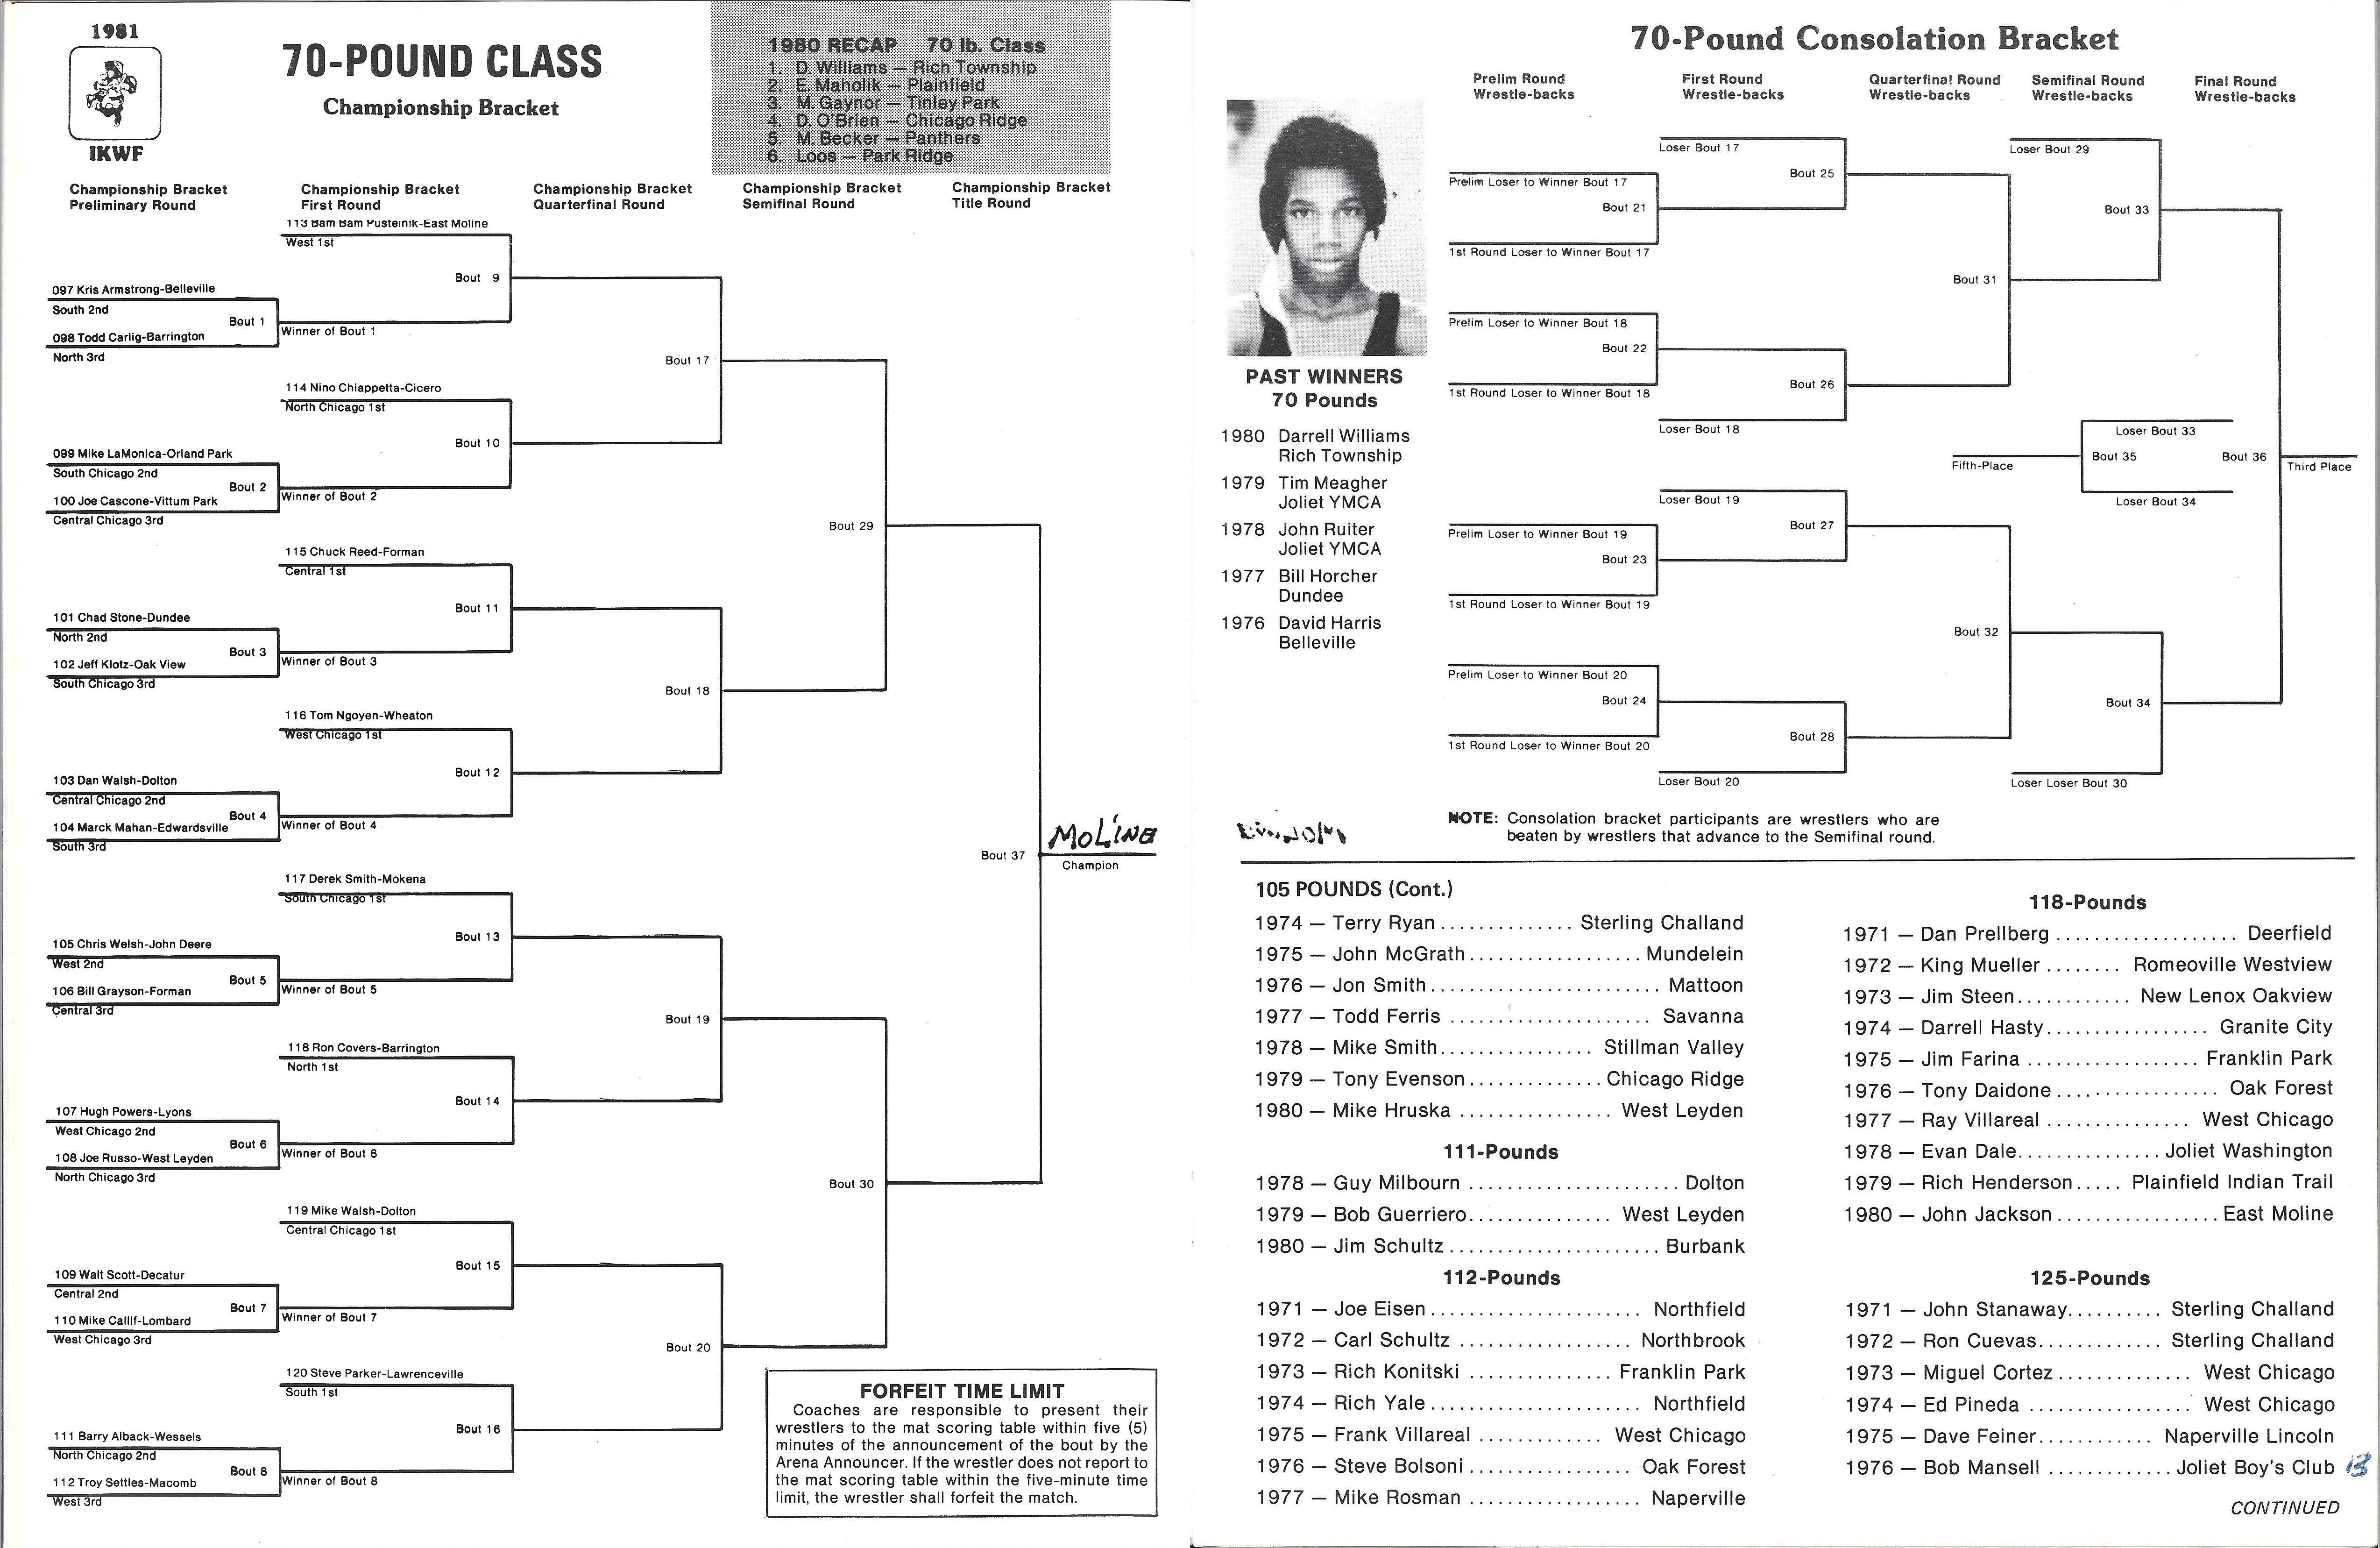 1981
IKWF
70-POUND CLASS
Championship Bracket
1980 RECAP 70 lb. Class
1. D. Williams — Rich Township
2. E. Maholik — Plainfield
3. M. Gaynor — Tinley Park
4. D. O'Brien — Chicago Ridge
5. M. Becker — Panthers
6. Loos — Park Ridge
Championship Bracket
Preliminary Round
Championship Bracket
First Round
Championship Bracket
Quarterfinal Round
Championship Bracket
Semifinal Round
Championship Bracket
Title Round
113 Bam Bam Pustelnik-East Moline
West 1st
Bout 9
097 Kris Armstrong-Belleville
South 2nd
Bout 1
Winner of Bout 1
098 Todd Carlig-Barrington
North 3rd
Bout 17
114 Nino Chiappetta-Cicero
North Chicago 1st
Bout 10
099 Mike LaMonica-Orland Park
South Chicago 2nd
Bout 2
Winner of Bout 2
100 Joe Cascone-Vittum Park
Central Chicago 3rd
Bout 29
115 Chuck Reed-Forman
Central 1st
Bout 11
101 Chad Stone-Dundee
North 2nd
Bout 3
Winner of Bout 3
102 Jeff Klotz-Oak View
South Chicago 3rd
Bout 18
116 Tom Ngoyen-Wheaton
West Chicago 1st
Bout 12
103 Dan Walsh-Dolton
Central Chicago 2nd
Bout 4
Winner of Bout 4
104 Marck Mahan-Edwardsville
South 3rd
Bout 37
MOLINE
Champion
117 Derek Smith-Mokena
South Chicago 1st
Bout 13
105 Chris Welsh-John Deere
West 2nd
Bout 5
Winner of Bout 5
106 Bill Grayson-Forman
Central 3rd
Bout 19
118 Ron Covers-Barrington
North 1st
Bout 14
107 Hugh Powers-Lyons
West Chicago 2nd
Bout 6
Winner of Bout 6
108 Joe Russo-West Leyden
North Chicago 3rd
Bout 30
119 Mike Walsh-Dolton
Central Chicago 1st
Bout 15
109 Walt Scott-Decatur
Central 2nd
Bout 7
Winner of Bout 7
110 Mike Callif-Lombard
West Chicago 3rd
Bout 20
120 Steve Parker-Lawrenceville
South 1st
Bout 16
111 Barry Alback-Wessels
North Chicago 2nd
Bout 8
Winner of Bout 8
112 Troy Settles-Macomb
West 3rd
FORFEIT TIME LIMIT
Coaches are responsible to present their
wrestlers to the mat scoring table within five (5)
minutes of the announcement of the bout by the
Arena Announcer. If the wrestler does not report to
the mat scoring table within the five-minute time
limit, the wrestler shall forfeit the match.
70-Pound Consolation Bracket
Prelim Round
Wrestle-backs
First Round
Wrestle-backs
Quarterfinal Round
Wrestle-backs
Semifinal Round
Wrestle-backs
Final Round
Wrestle-backs
Loser Bout 17
Bout 25
Prelim Loser to Winner Bout 17
Bout 21
1st Round Loser to Winner Bout 17
Loser Bout 29
Bout 33
Bout 31
Prelim Loser to Winner Bout 18
Bout 22
1st Round Loser to Winner Bout 18
Bout 26
Loser Bout 18
Loser Bout 33
Fifth-Place
Bout 35
Bout 36
Third Place
Loser Bout 34
Loser Bout 19
Bout 27
Prelim Loser to Winner Bout 19
Bout 23
1st Round Loser to Winner Bout 19
Bout 32
Prelim Loser to Winner Bout 20
Bout 24
1st Round Loser to Winner Bout 20
Bout 28
Loser Bout 20
Bout 34
Loser Loser Bout 30
PAST WINNERS
70 Pounds
1980 Darrell Williams
Rich Township
1979 Tim Meagher
Joliet YMCA
1978 John Ruiter
Joliet YMCA
1977 Bill Horcher
Dundee
1976 David Harris
Belleville
NOTE: Consolation bracket participants are wrestlers who are
beaten by wrestlers that advance to the Semifinal round.
105 POUNDS (Cont.)
1974 — Terry Ryan .............. Sterling Challand
1975 — John McGrath.................. Mundelein
1976 — Jon Smith........................ Mattoon
1977 — Todd Ferris ..................... Savanna
1978 — Mike Smith................ Stillman Valley
1979 — Tony Evenson.............. Chicago Ridge
1980 — Mike Hruska ................ West Leyden
111-Pounds
1978 — Guy Milbourn ...................... Dolton
1979 — Bob Guerriero............... West Leyden
1980 — Jim Schultz...................... Burbank
112-Pounds
1971 — Joe Eisen...................... Northfield
1972 — Carl Schultz .................. Northbrook
1973 — Rich Konitski ............... Franklin Park
1974 — Rich Yale...................... Northfield
1975 — Frank Villareal ............. West Chicago
1976 — Steve Bolsoni................. Oak Forest
1977 — Mike Rosman .................. Naperville
118-Pounds
1971 — Dan Prellberg ................... Deerfield
1972 — King Mueller ........ Romeoville Westview
1973 — Jim Steen............ New Lenox Oakview
1974 — Darrell Hasty................. Granite City
1975 — Jim Farina .................. Franklin Park
1976 — Tony Daidone ................. Oak Forest
1977 — Ray Villareal ............... West Chicago
1978 — Evan Dale............... Joliet Washington
1979 — Rich Henderson..... Plainfield Indian Trail
1980 — John Jackson................. East Moline
125-Pounds
1971 — John Stanaway.......... Sterling Challand
1972 — Ron Cuevas............. Sterling Challand
1973 — Miguel Cortez .............. West Chicago
1974 — Ed Pineda ................. West Chicago
1975 — Dave Feiner............ Naperville Lincoln
1976 — Bob Mansell ............. Joliet Boy's Club
13
CONTINUED